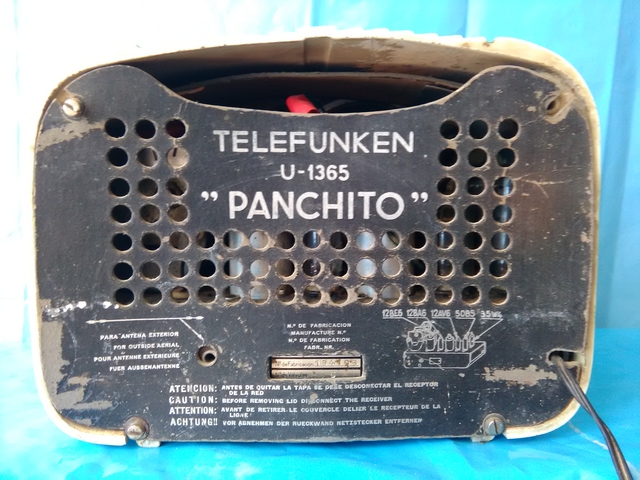 TELEFUNKEN
U-1365
” PANCHITO ”
12BE6 12BA6 12AV6 50B5 35W4
PARA ANTENA EXTERIOR
FOR OUTSIDE AERIAL
POUR ANTENNE EXTERIEURE
FUER AUSSENANTENNE
N.º DE FABRICACION
MANUFACTURE N.º
N.º DE FABRICATION
FABR. NR.
ATENCION: ANTES DE QUITAR LA TAPA SE DEBE DESCONECTAR EL RECEPTOR
DE LA RED
CAUTION: BEFORE REMOVING LID DISCONNECT THE RECEIVER
ATTENTION: AVANT DE RETIRER LE COUVERCLE DELIER LE RECEPTEUR DE LA
LIGNE
ACHTUNG!! VOR ABNEHMEN DER RUECKWAND NETZSTECKER ENTFERNEN